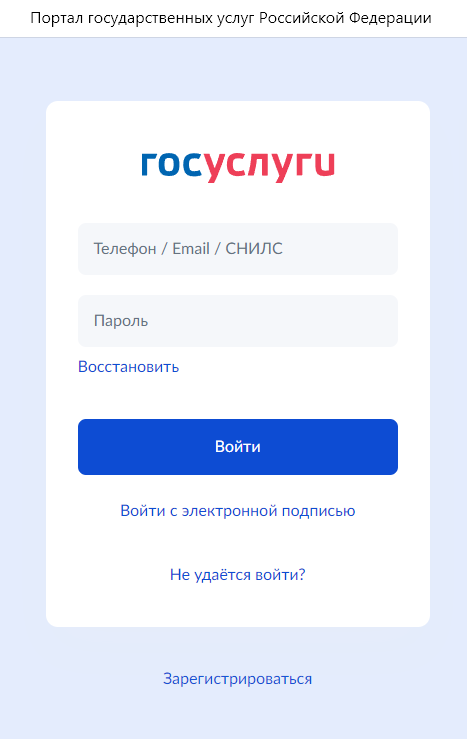 Портал государственных услуг Российской Федерации
госуслуги
Телефон / Email / СНИЛС
Пароль
Восстановить
Войти
Войти с электронной подписью
Не удаётся войти?
Зарегистрироваться